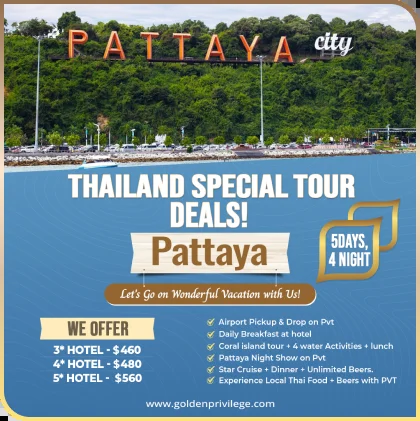 PATTAYA city
THAILAND SPECIAL TOUR
DEALS!
Pattaya
5DAYS,
4 NIGHT
Let's Go on Wonderful Vacation with Us!
WE OFFER
3* HOTEL - $460
4* HOTEL - $480
5* HOTEL - $560
Airport Pickup & Drop on Pvt
Daily Breakfast at hotel
Coral island tour + 4 water Activities + lunch
Pattaya Night Show on Pvt
Star Cruise + Dinner + Unlimited Beers.
Experience Local Thai Food + Beers with PVT
www.goldenprivilege.com